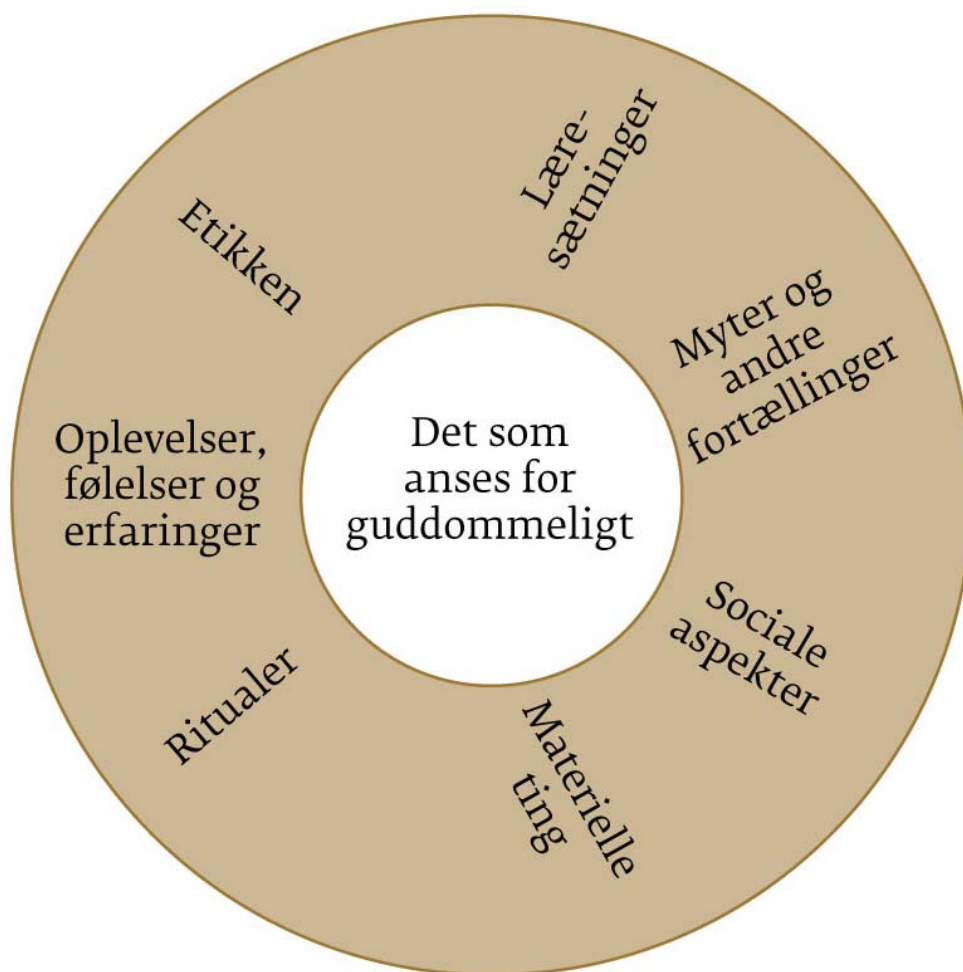 Lære-
sætninger
Myter og
andre
fortællinger
Sociale
aspekter
Materielle
ting
Ritualer
Oplevelser,
følelser og
erfaringer
Etikken
Det som
anses for
guddommeligt